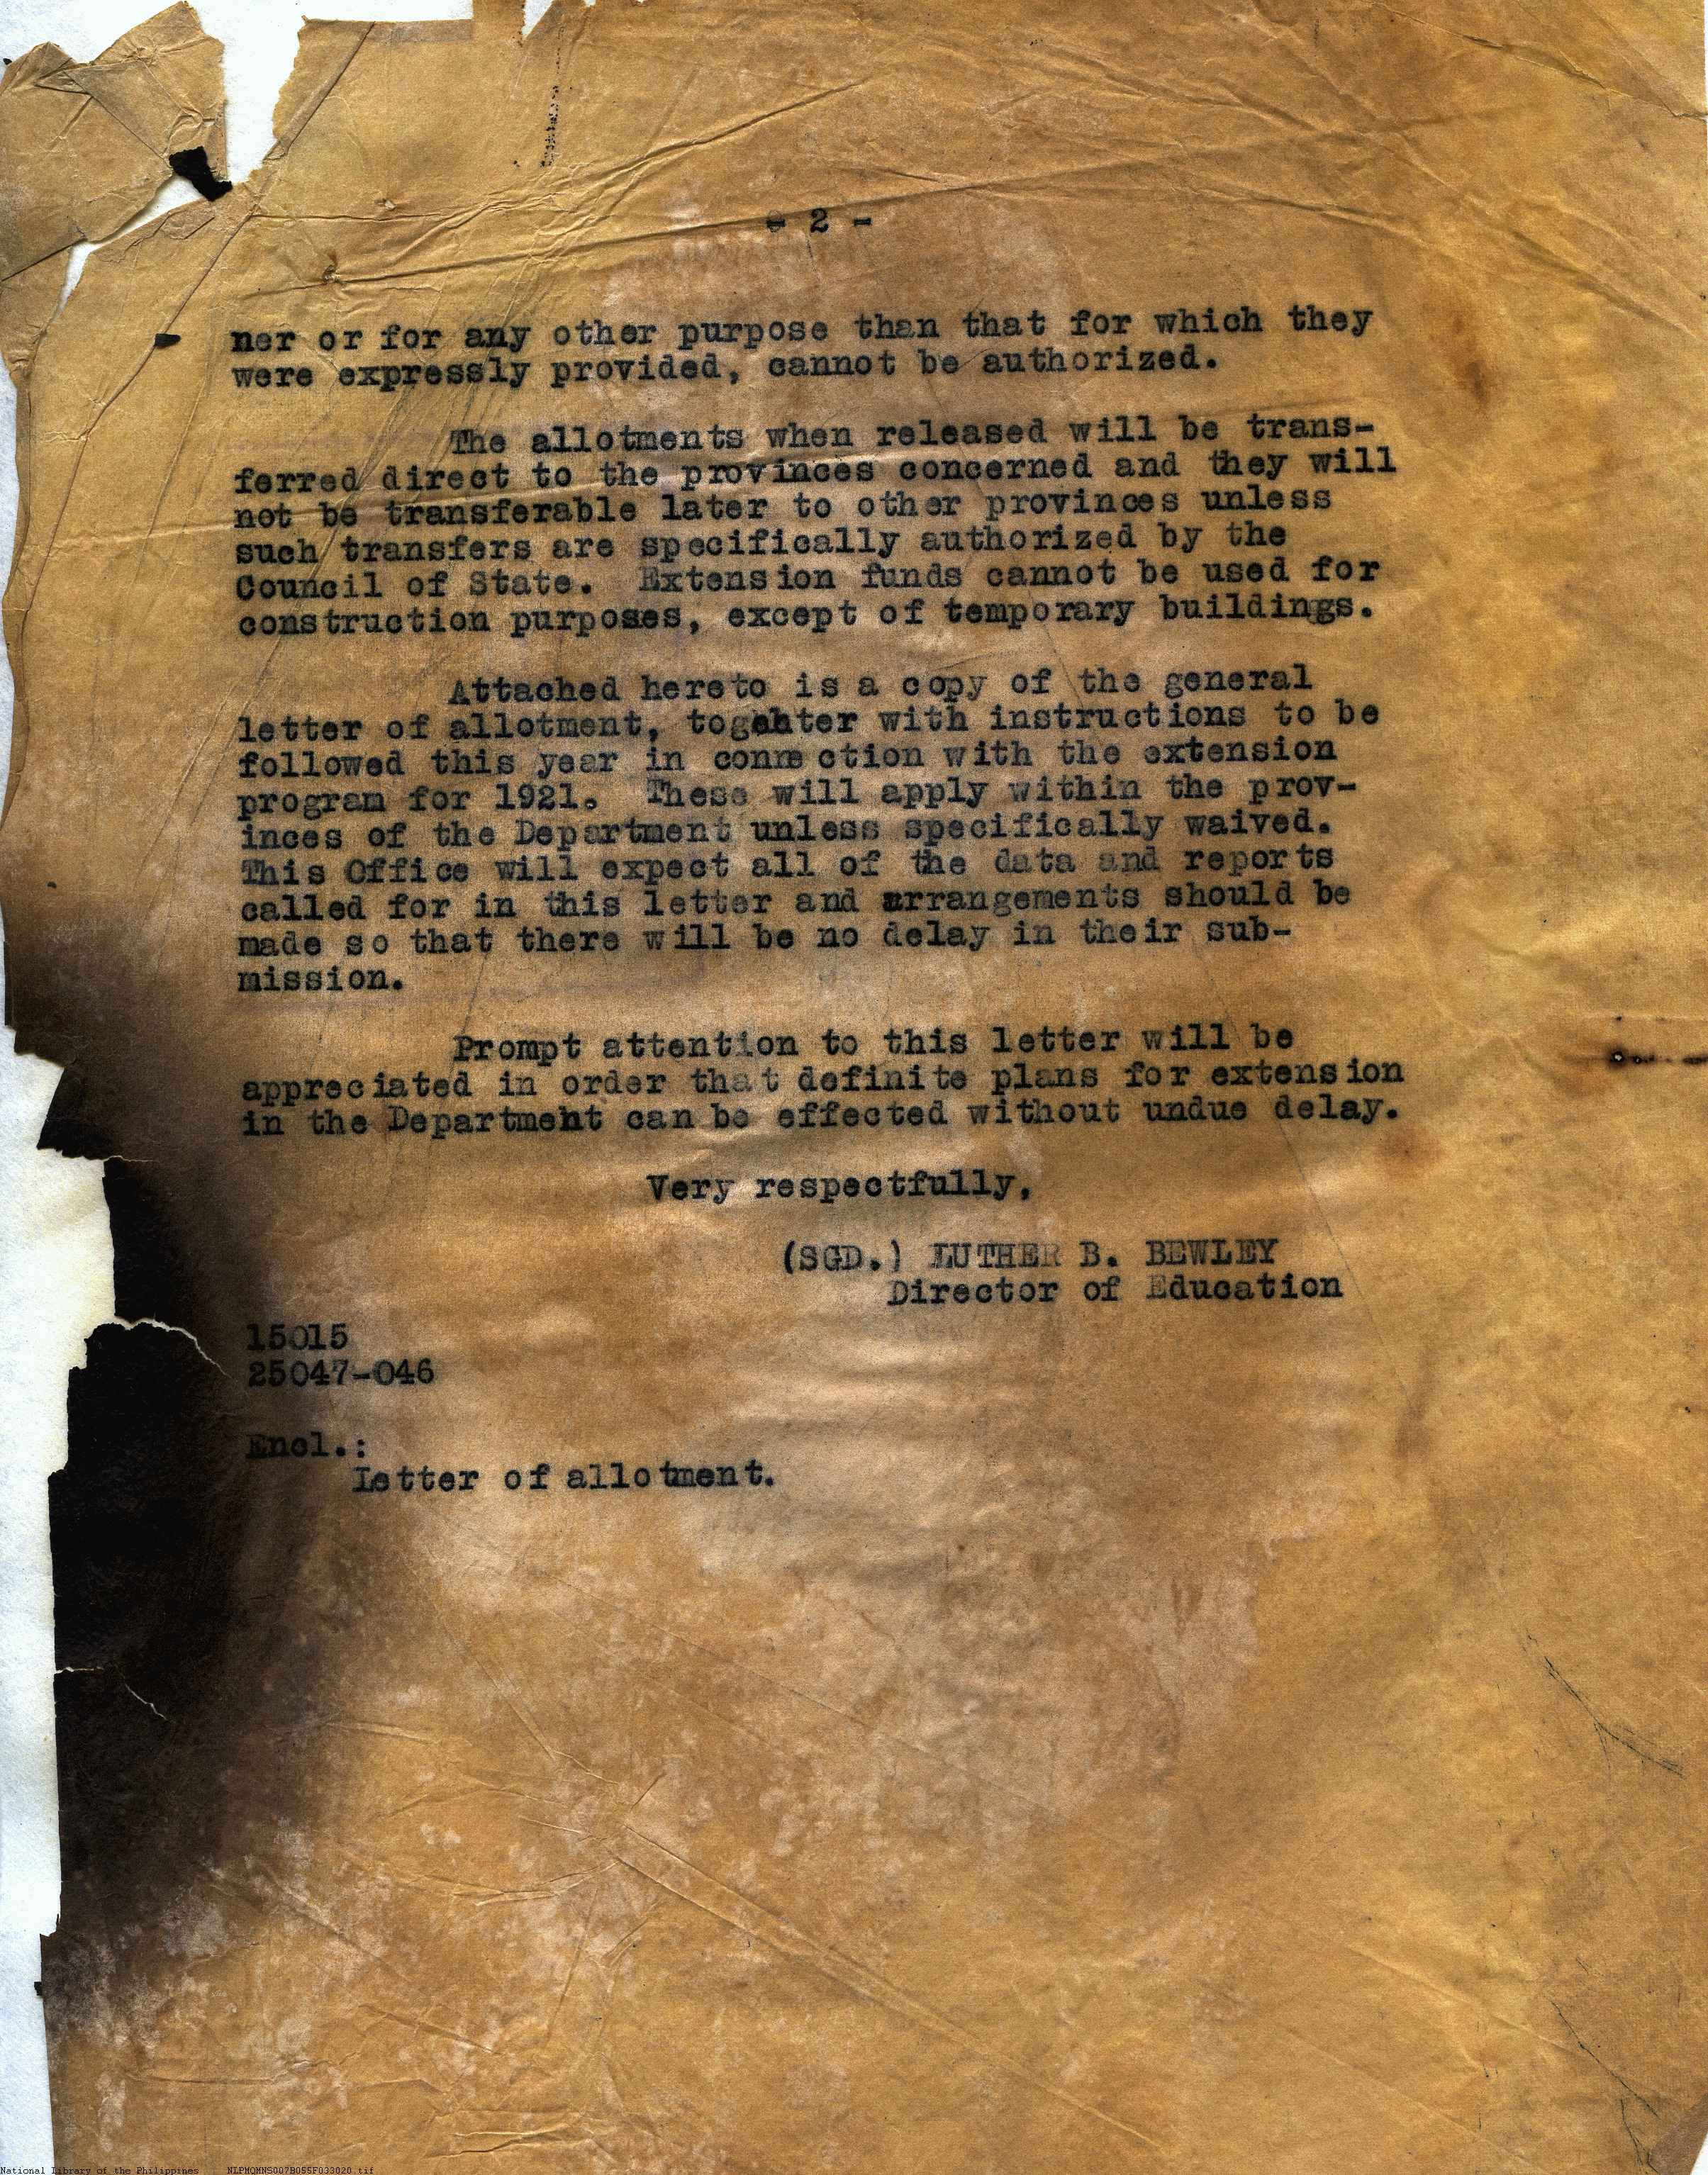 - 2 -
ner or for any other purpose than that for which they
were expressly provided, cannot be authorized.
The allotments when released will be trans-
ferred direct to the provinces concerned and they will
not be transferable later to other provinces unless
such transfers are specifically authorized by the
Council of State. Extension funds cannot be used for
construction purposes, except of temporary buildings.
Attached hereto is a copy of the general
letter of allotment, togehter with instructions to be
followed this year in connection with the extension
program for 1921. These will apply within the prov-
inces of the Department unless specifically waived.
This Office will expect all of the data and reports
called for in this letter and arrangements should be
made so that there will be no delay in their sub-
mission.
Prompt attention to this letter will be
appreciated in order that definite plans for extension
in the Department can be effected without undue delay.
Very respectfully,
(SGD.) LUTHER B. BEWLEY
Director of Education
15015
25047-046
Encl.:
Letter of allotment.
National Library of the Philippines NLPMQMNS007B055F033020.tif